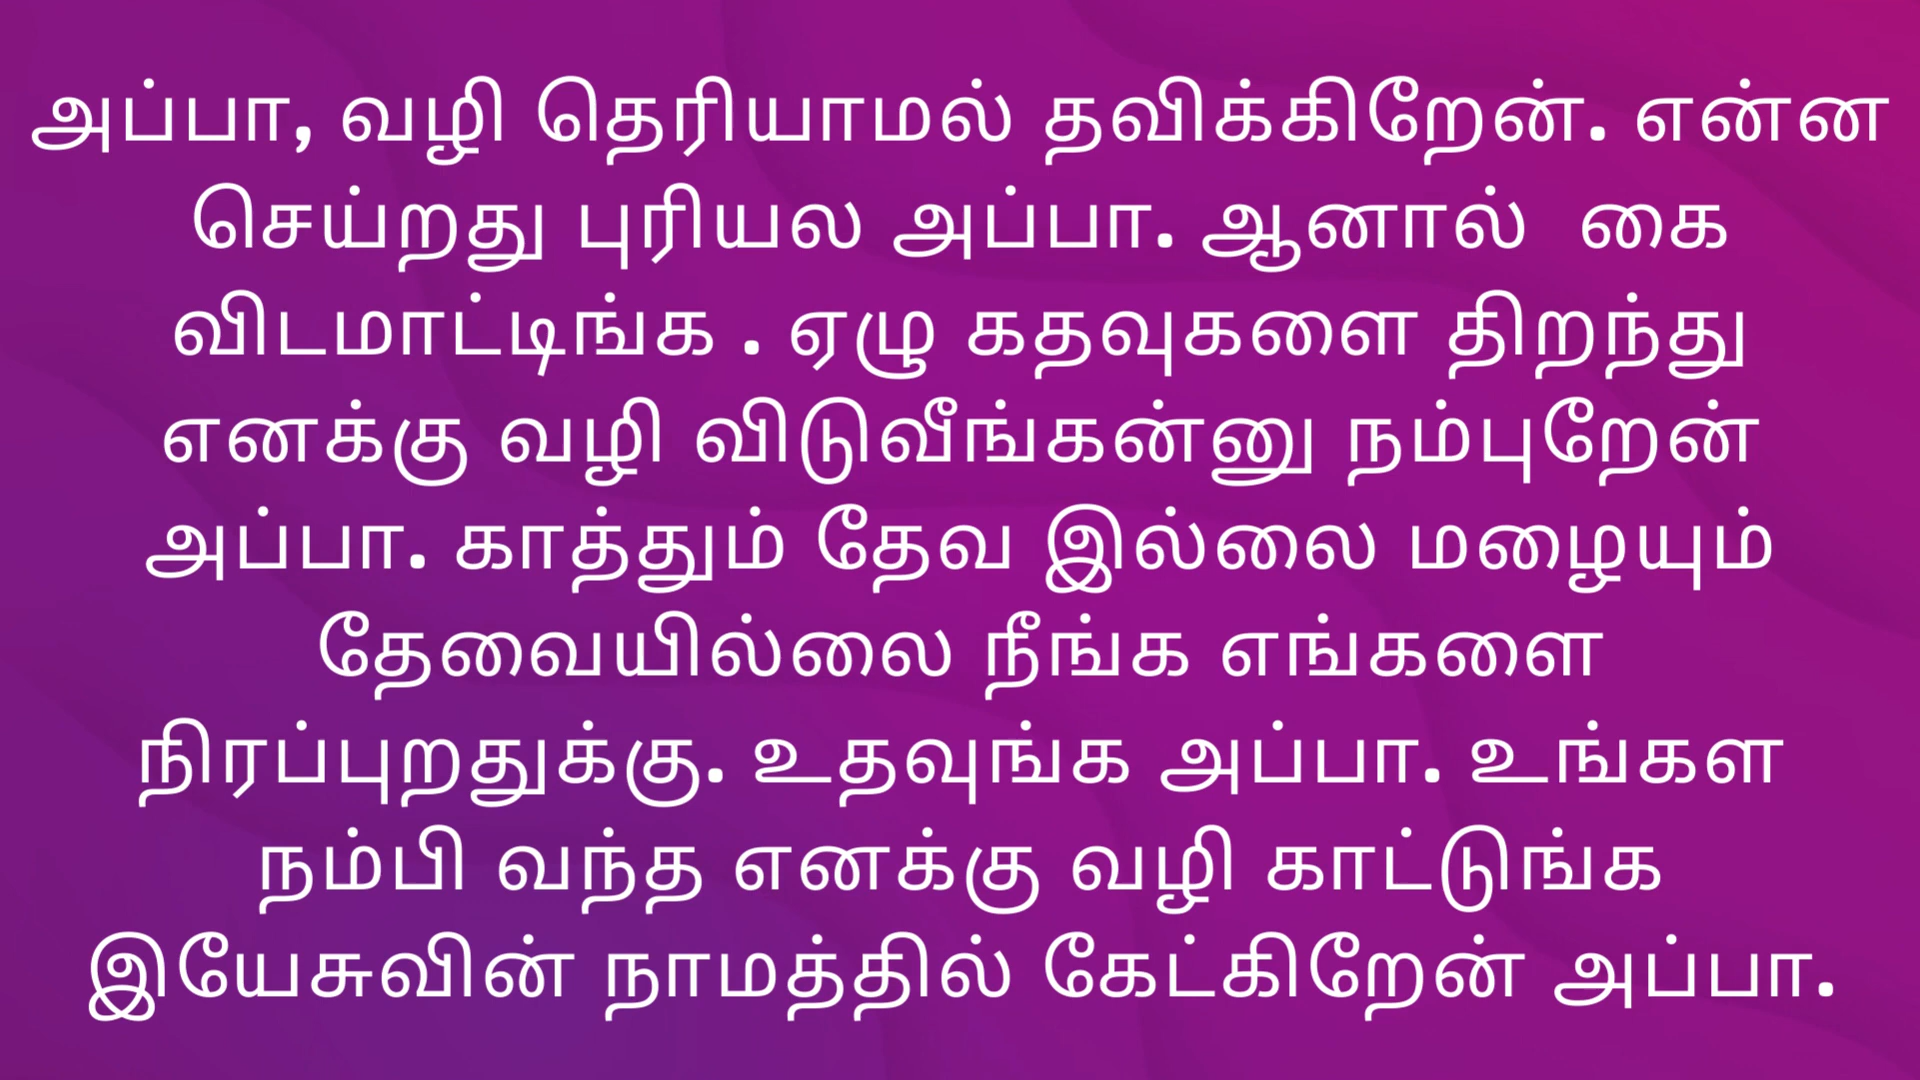 அப்பா, வழி தெரியாமல் தவிக்கிறேன். என்ன
செய்றது புரியல அப்பா. ஆனால் கை
விடமாட்டிங்க . ஏழு கதவுகளை திறந்து
எனக்கு வழி விடுவீங்கன்னு நம்புறேன்
அப்பா. காத்தும் தேவ இல்லை மழையும்
தேவையில்லை நீங்க எங்களை
நிரப்புறதுக்கு. உதவுங்க அப்பா. உங்கள
நம்பி வந்த எனக்கு வழி காட்டுங்க
இயேசுவின் நாமத்தில் கேட்கிறேன் அப்பா.